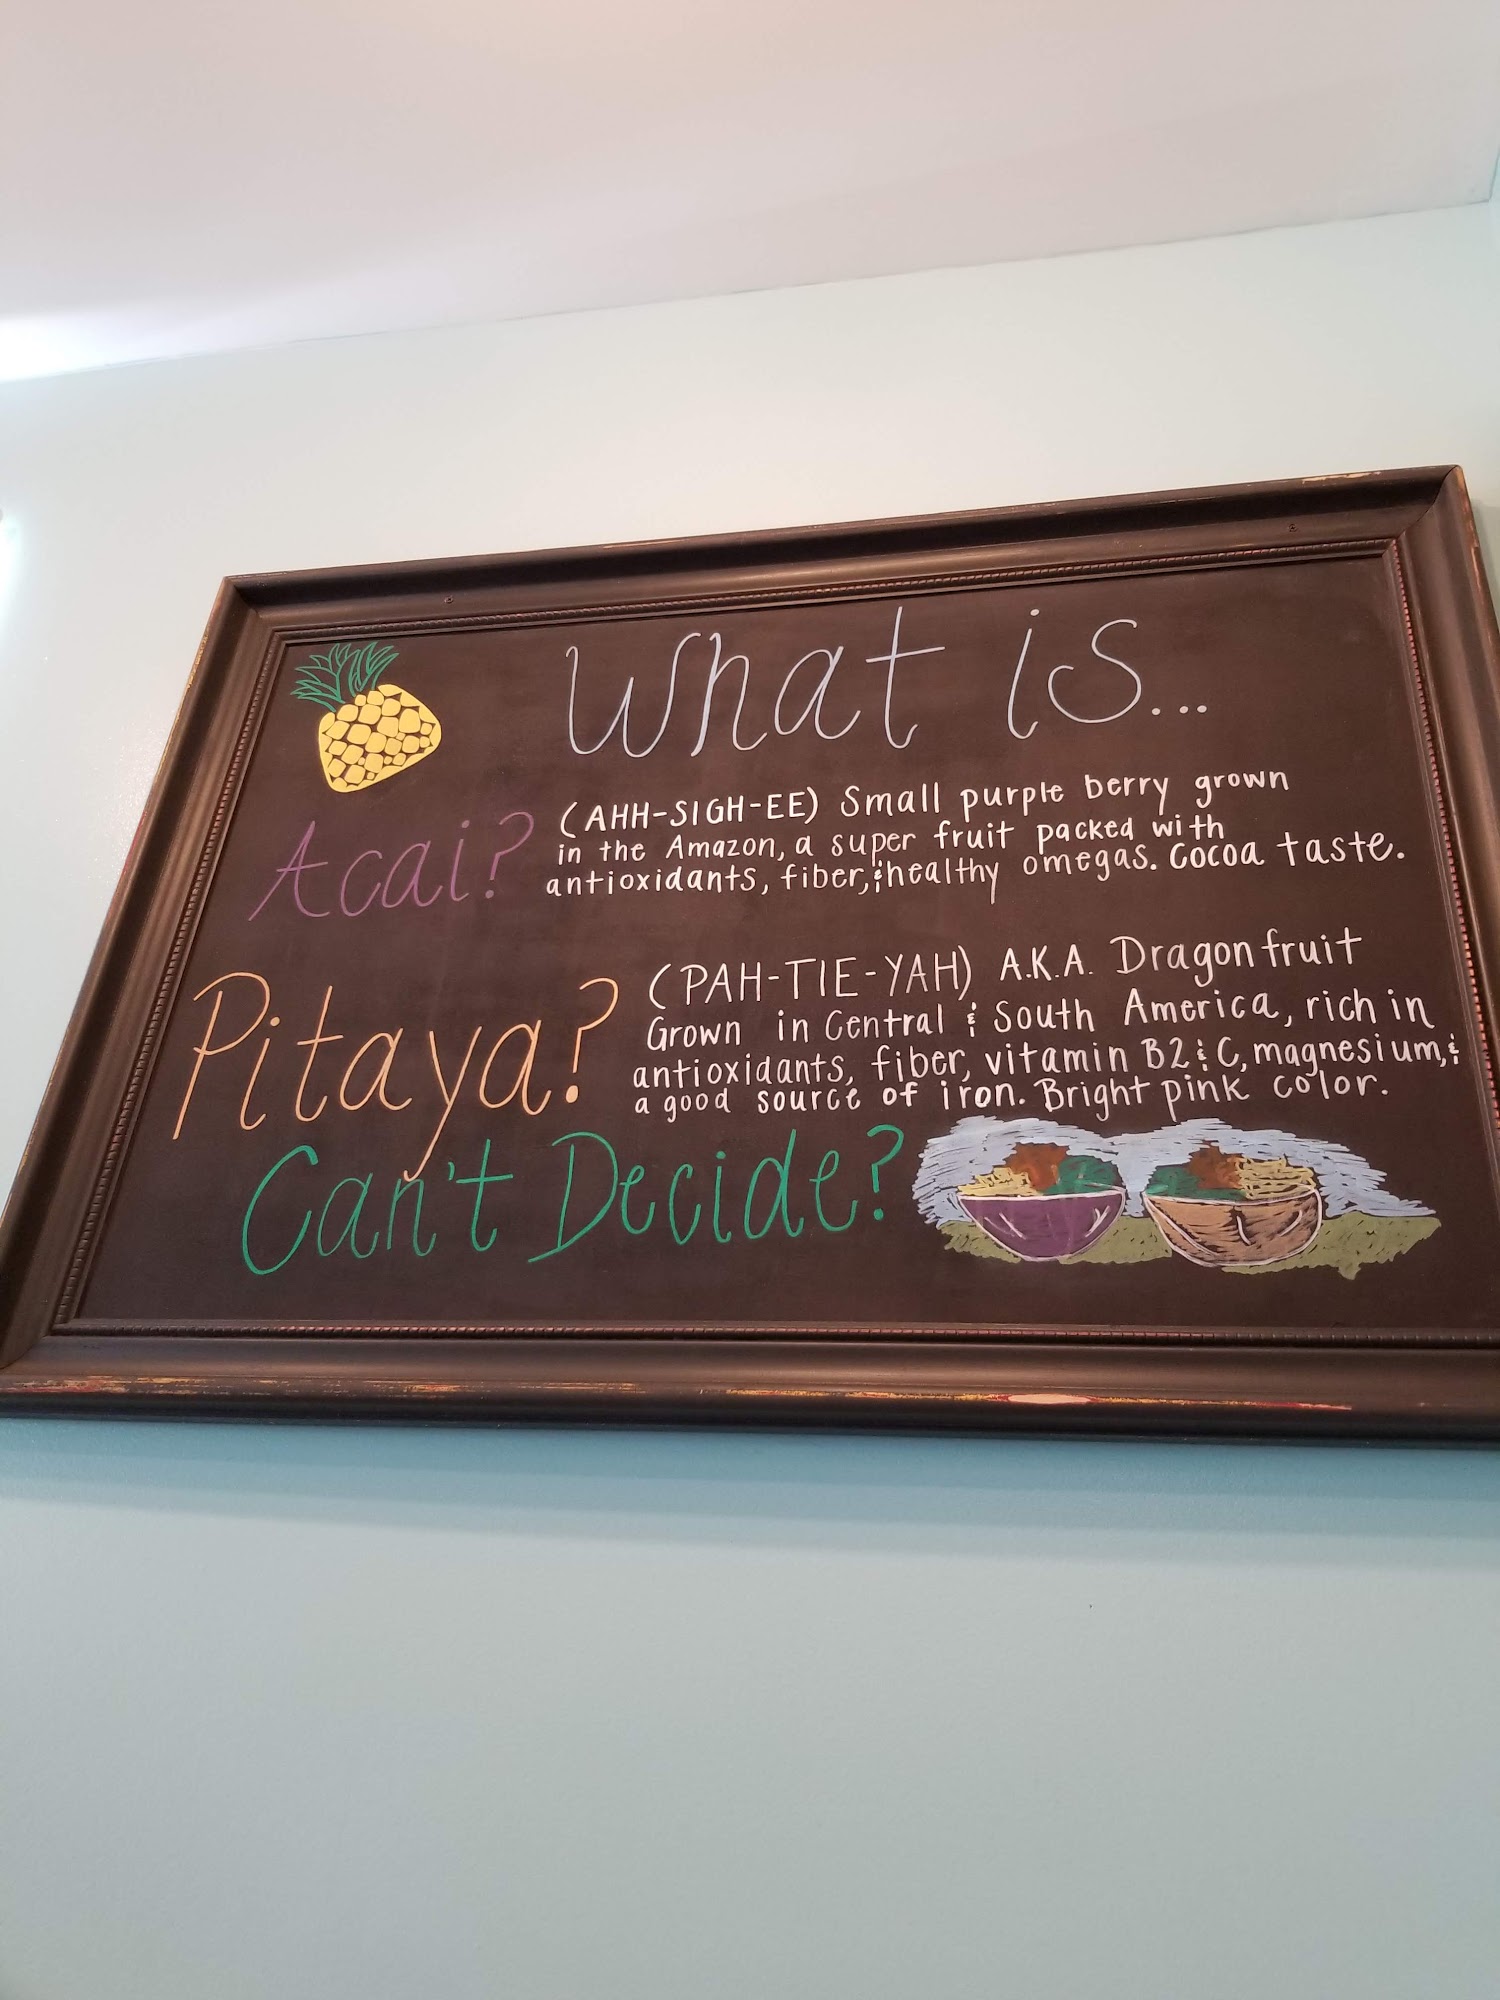 What is...
Acai? (AHH-SIGH-EE) Small purple berry grown
in the Amazon, a super fruit packed with
antioxidants, fiber, & healthy omegas. Cocoa taste.
Pitaya? (PAH-TIE-YAH) A.K.A. Dragonfruit
Grown in Central & South America, rich in
antioxidants, fiber, vitamin B2 & C, magnesium, &
a good source of iron. Bright pink color.
Can't Decide?